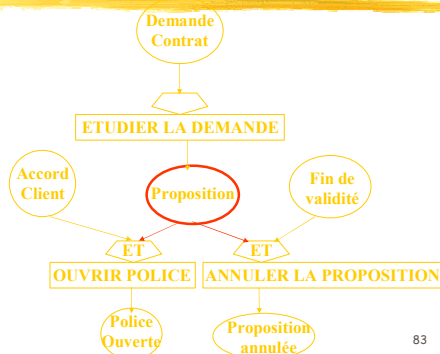 Demande
Contrat
ETUDIER LA DEMANDE
Accord
Client
Proposition
Fin de
validité
ET
ET
OUVRIR POLICE
ANNULER LA PROPOSITION
Police
Ouverte
Proposition
annulée
83